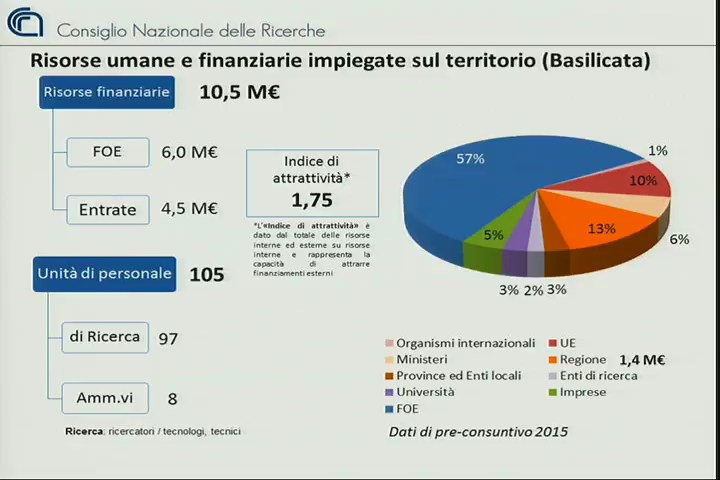 Consiglio Nazionale delle Ricerche
Risorse umane e finanziarie impiegate sul territorio (Basilicata)
Risorse finanziarie 10,5 M€
FOE 6,0 M€
Entrate 4,5 M€
Indice di
attrattività*
1,75
*L'«Indice di attrattività» è
dato dal totale delle risorse
interne ed esterne su risorse
interne e rappresenta la
capacità di attrarre
finanziamenti esterni
Unità di personale 105
di Ricerca 97
Amm.vi 8
Ricerca: ricercatori / tecnologi, tecnici
57%
1%
10%
6%
13%
3%
2%
3%
5%
Organismi internazionali UE
Ministeri Regione 1,4 M€
Province ed Enti locali Enti di ricerca
Università Imprese
FOE
Dati di pre-consuntivo 2015